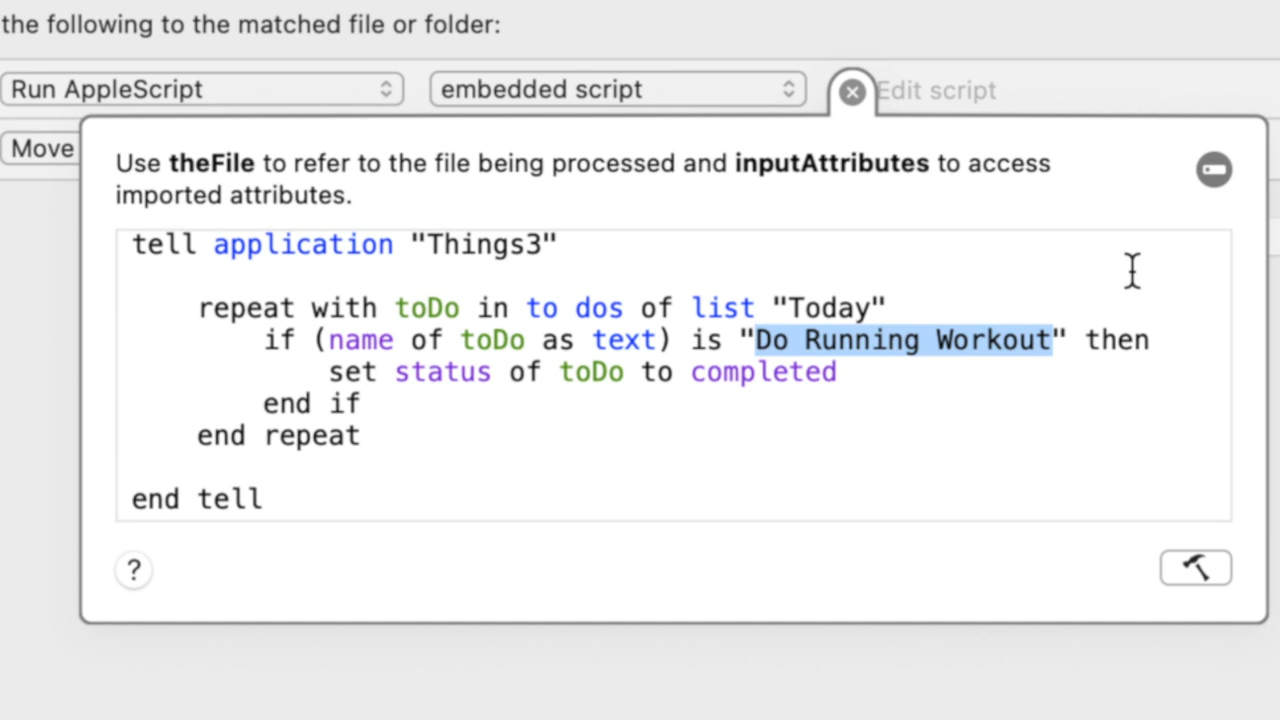 the following to the matched file or folder:
Run AppleScript embedded script Edit script
Move
Use theFile to refer to the file being processed and inputAttributes to access
imported attributes.
tell application "Things3"
repeat with toDo in to dos of list "Today"
if (name of toDo as text) is "Do Running Workout" then
set status of toDo to completed
end if
end repeat
end tell
?